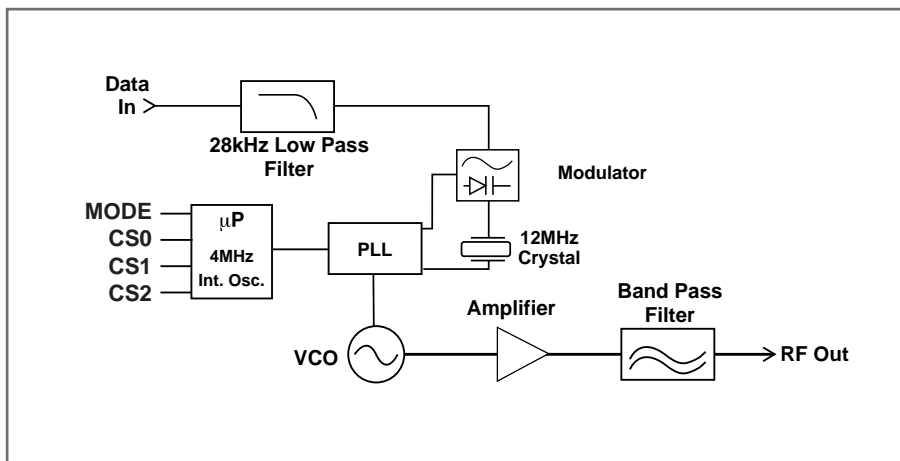 Data
In
28kHz Low Pass
Filter
Modulator
MODE
CS0
CS1
CS2
µP
4MHz
Int. Osc.
PLL
12MHz
Crystal
Amplifier
Band Pass
Filter
VCO
RF Out